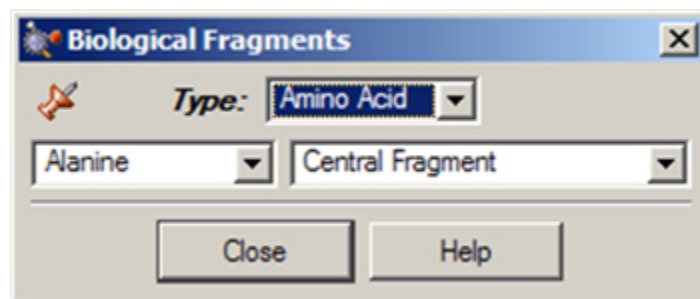 Biological Fragments
Type: Amino Acid
Alanine Central Fragment
Close Help